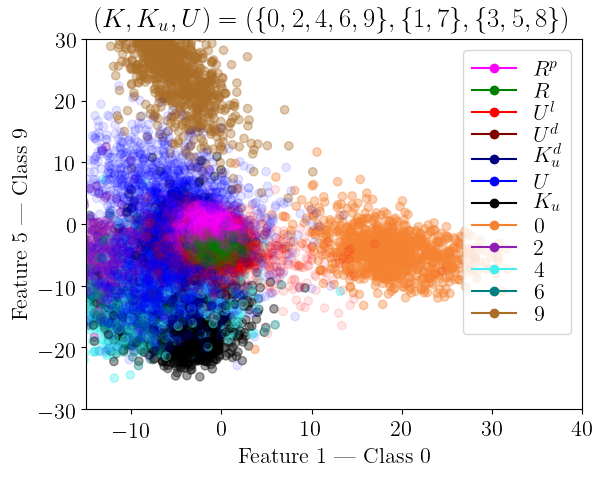 (K, K_u, U) = ({0, 2, 4, 6, 9}, {1, 7}, {3, 5, 8})
30
20
10
0
−10
−20
−30
Feature 5 — Class 9
R^p
R
U^l
U^d
K_u^d
U
K_u
0
2
4
6
9
−10
0
10
20
30
40
Feature 1 — Class 0